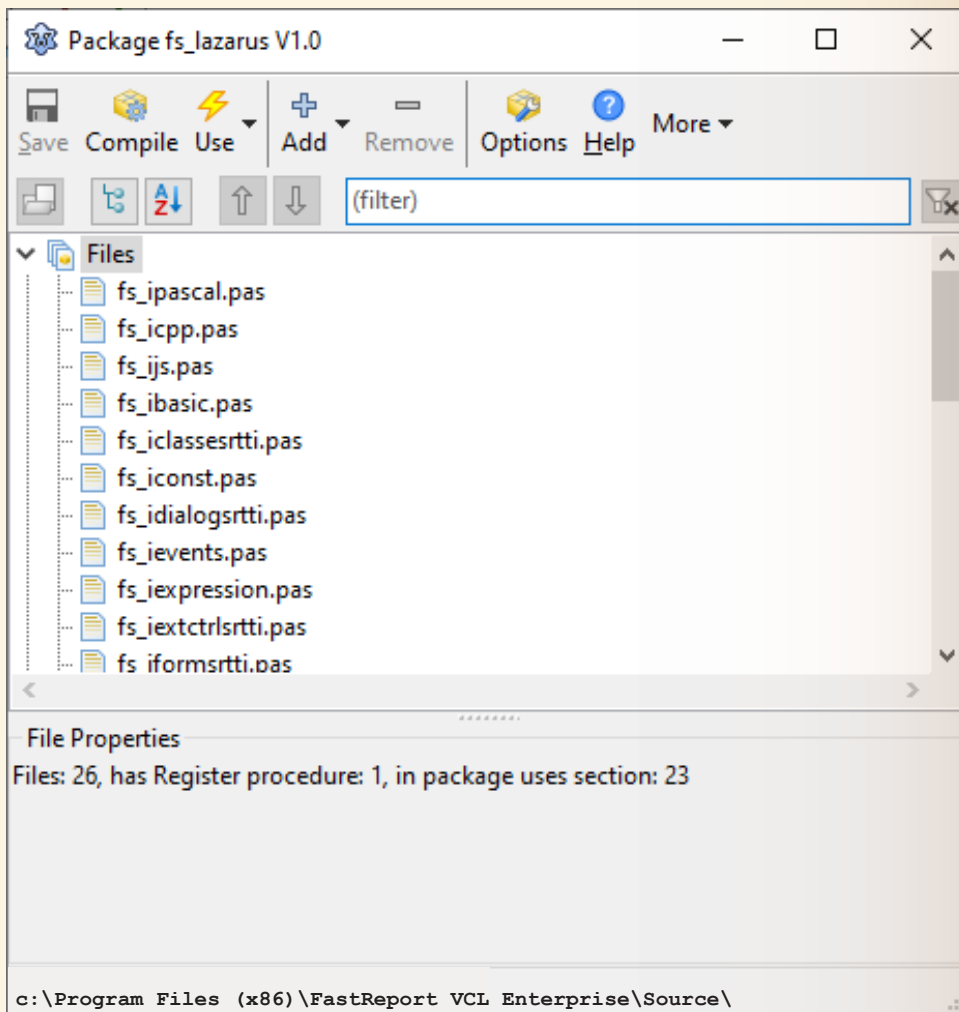 Package fs_lazarus V1.0
Save Compile Use Add Remove Options Help More
(filter)
Files
fs_ipascal.pas
fs_icpp.pas
fs_ijs.pas
fs_ibasic.pas
fs_iclassesrtti.pas
fs_iconst.pas
fs_idialogsrtti.pas
fs_ievents.pas
fs_iexpression.pas
fs_iextctrlsrtti.pas
fs_iformsrtti.pas
File Properties
Files: 26, has Register procedure: 1, in package uses section: 23
c:\Program Files (x86)\FastReport VCL Enterprise\Source\